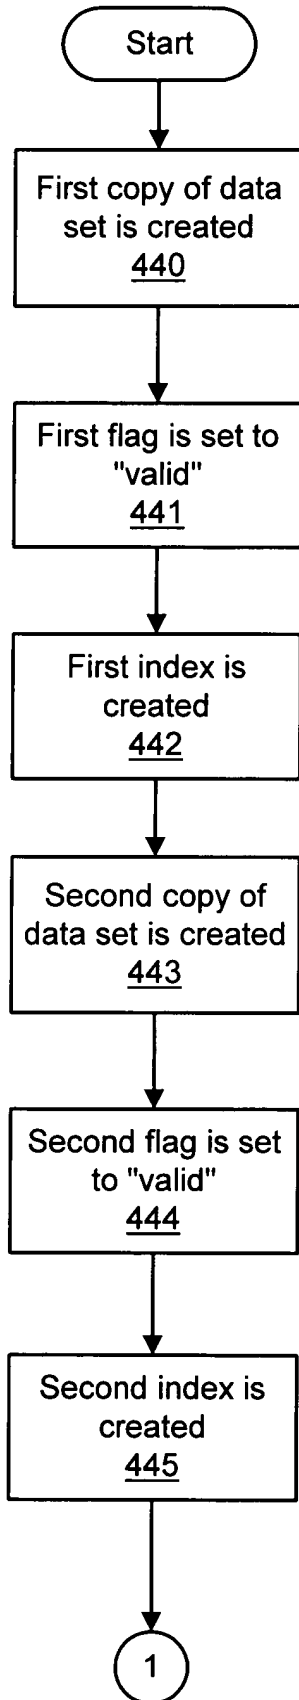 Start
First copy of data
set is created
440
First flag is set to
"valid"
441
First index is
created
442
Second copy of
data set is created
443
Second flag is set
to "valid"
444
Second index is
created
445
1